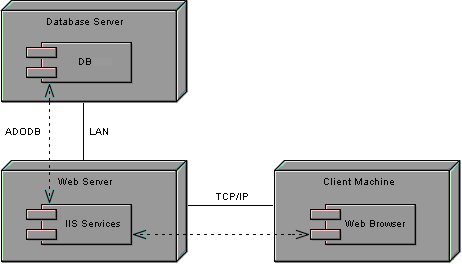 Database Server
DB
ADODB
LAN
Web Server
IIS Services
TCP/IP
Client Machine
Web Browser